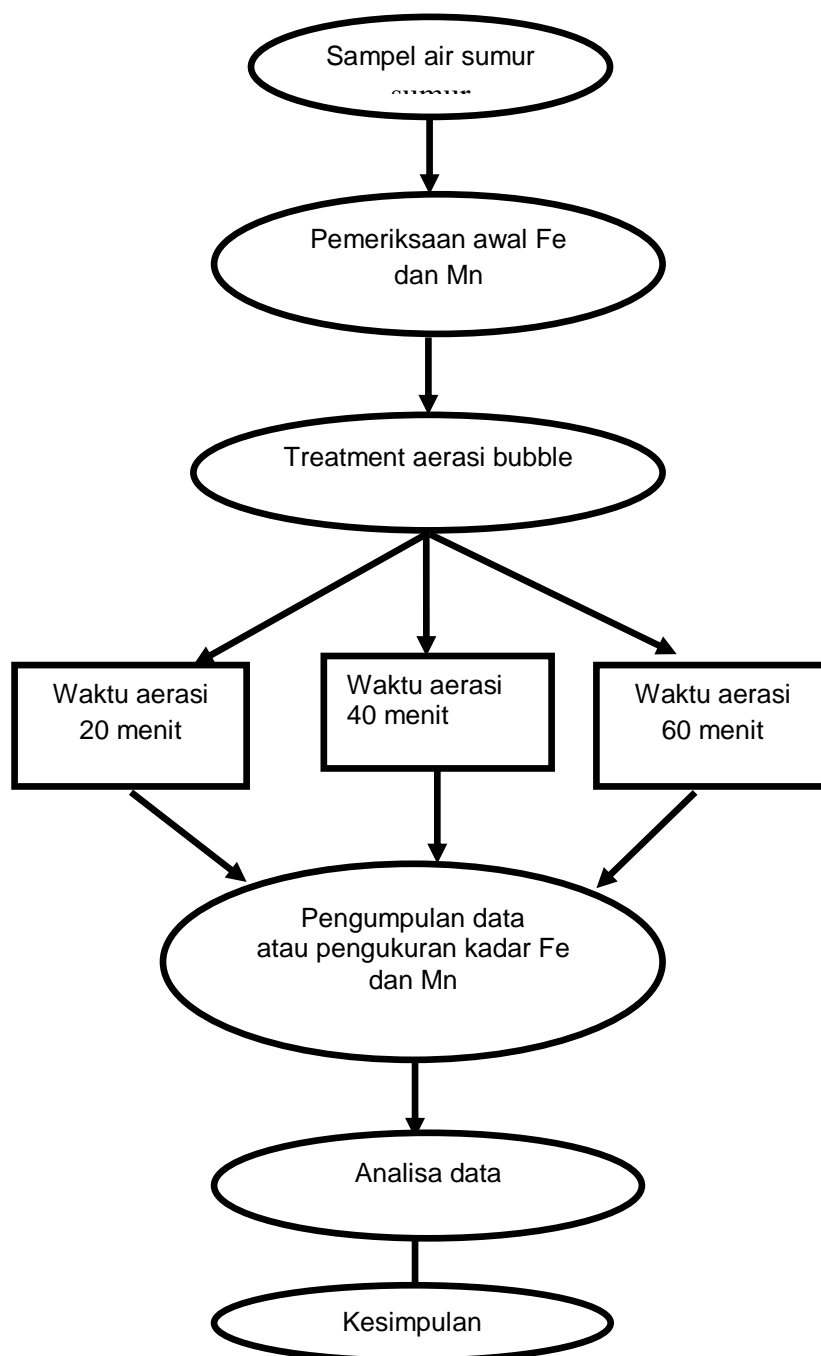 Sampel air sumur
sumur
Pemeriksaan awal Fe
dan Mn
Treatment aerasi bubble
Waktu aerasi
20 menit
Waktu aerasi
40 menit
Waktu aerasi
60 menit
Pengumpulan data
atau pengukuran kadar Fe
dan Mn
Analisa data
Kesimpulan